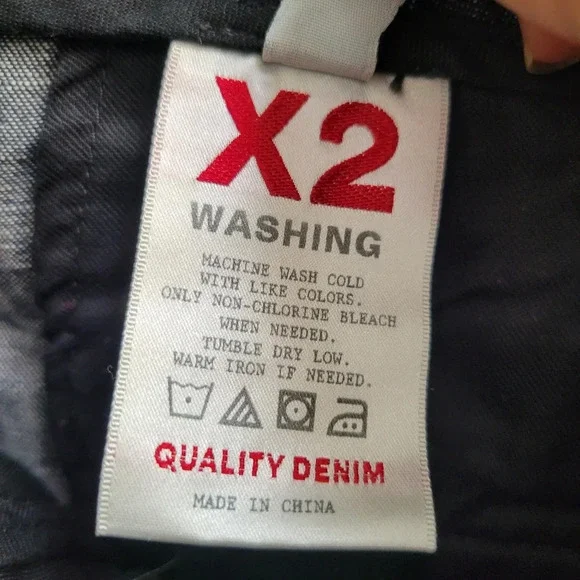 X2
WASHING
MACHINE WASH COLD
WITH LIKE COLORS.
ONLY NON-CHLORINE BLEACH
WHEN NEEDED.
TUMBLE DRY LOW.
WARM IRON IF NEEDED.
QUALITY DENIM
MADE IN CHINA